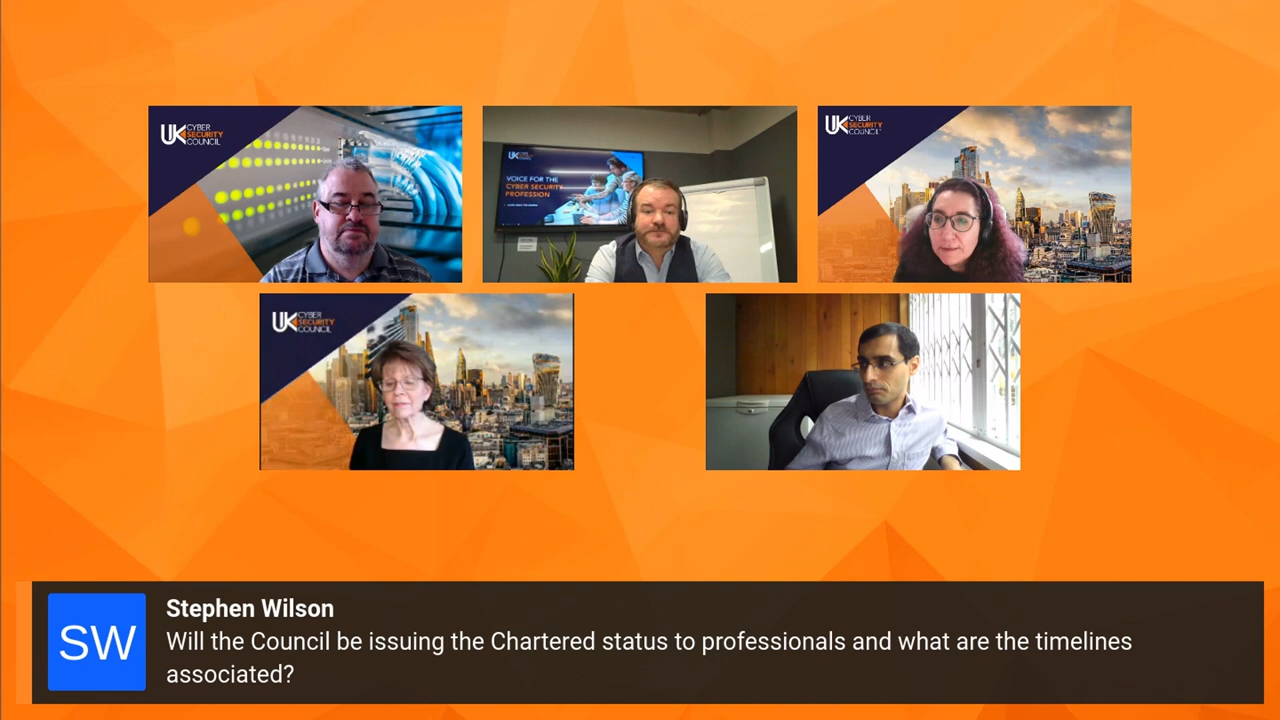 UK CYBER
SECURITY
COUNCIL
UK
VOICE FOR THE
CYBER SECURITY
PROFESSION
UK CYBER
SECURITY
COUNCIL
UK CYBER
SECURITY
COUNCIL
SW
Stephen Wilson
Will the Council be issuing the Chartered status to professionals and what are the timelines
associated?